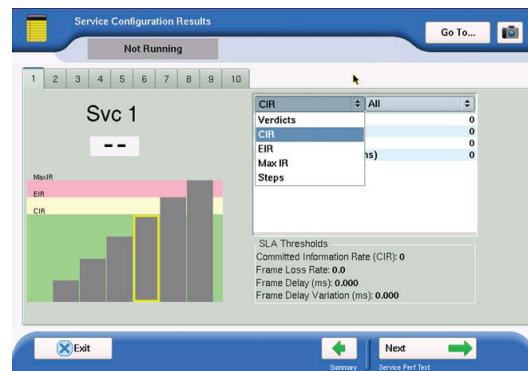 Service Configuration Results
Go To...
Not Running
1 2 3 4 5 6 7 8 9 10
Svc 1
--
CIR All
Verdicts 0
CIR 0
EIR 0
Max IR ns) 0
Steps
MaxIR
EIR
CIR
SLA Thresholds
Committed Information Rate (CIR): 0
Frame Loss Rate: 0.0
Frame Delay (ms): 0.000
Frame Delay Variation (ms): 0.000
Exit
Next
Summary
Service Perf Test